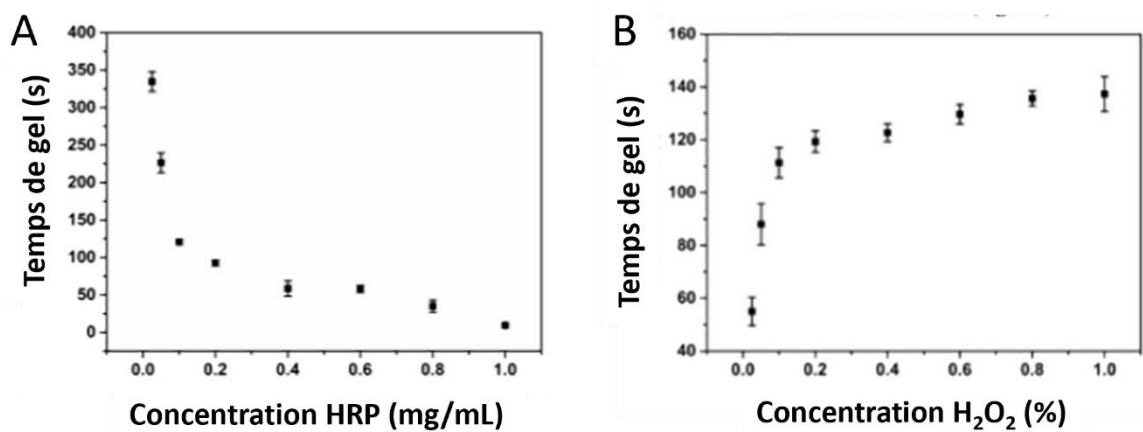 A
Temps de gel (s)
400
350
300
250
200
150
100
50
0
0.0 0.2 0.4 0.6 0.8 1.0
Concentration HRP (mg/mL)
B
Temps de gel (s)
160
140
120
100
80
60
40
0.0 0.2 0.4 0.6 0.8 1.0
Concentration H₂O₂ (%)